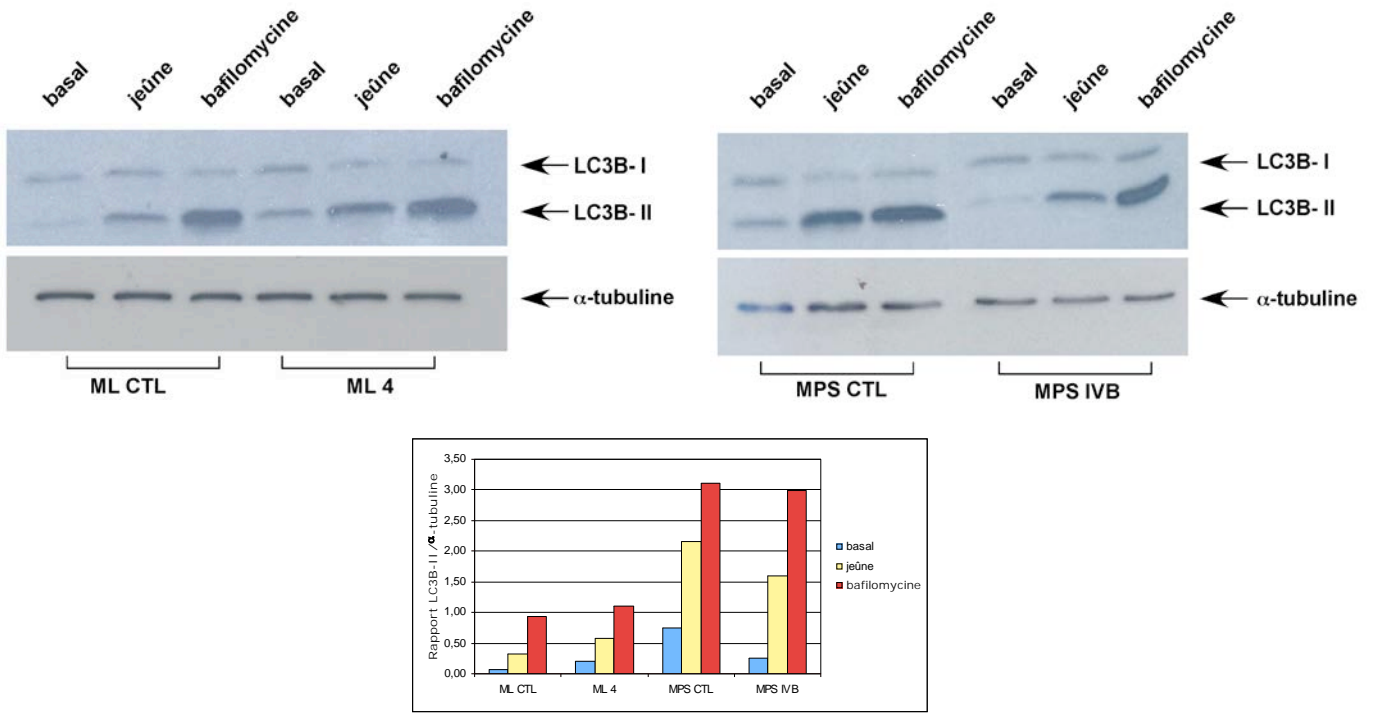 basal jeûne bafilomycine basal jeûne bafilomycine
LC3B- I
LC3B- II
α-tubuline
ML CTL ML 4
basal jeûne bafilomycine basal jeûne bafilomycine
LC3B- I
LC3B- II
α-tubuline
MPS CTL MPS IVB
Rapport LC3B-II /α-tubuline
3,50
3,00
2,50
2,00
1,50
1,00
0,50
0,00
ML CTL ML 4 MPS CTL MPS IVB
basal
jeûne
bafilomycine